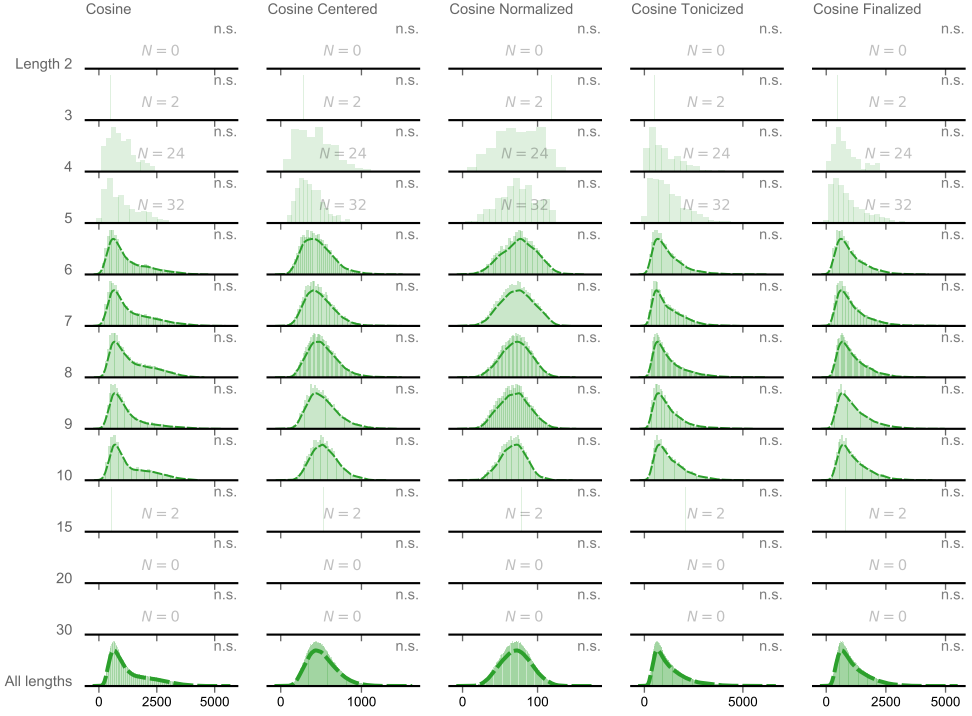 Cosine Cosine Centered Cosine Normalized Cosine Tonicized Cosine Finalized
n.s. n.s. n.s. n.s. n.s.
N = 0 N = 0 N = 0 N = 0 N = 0
Length 2
n.s. n.s. n.s. n.s. n.s.
N = 2 N = 2 N = 2 N = 2 N = 2
3
n.s. n.s. n.s. n.s. n.s.
N = 24 N = 24 N = 24 N = 24 N = 24
4
n.s. n.s. n.s. n.s. n.s.
N = 32 N = 32 N = 32 N = 32 N = 32
5
n.s. n.s. n.s. n.s. n.s.
6
n.s. n.s. n.s. n.s. n.s.
7
n.s. n.s. n.s. n.s. n.s.
8
n.s. n.s. n.s. n.s. n.s.
9
n.s. n.s. n.s. n.s. n.s.
10
n.s. n.s. n.s. n.s. n.s.
N = 2 N = 2 N = 2 N = 2 N = 2
15
n.s. n.s. n.s. n.s. n.s.
N = 0 N = 0 N = 0 N = 0 N = 0
20
n.s. n.s. n.s. n.s. n.s.
N = 0 N = 0 N = 0 N = 0 N = 0
30
n.s. n.s. n.s. n.s. n.s.
All lengths
0 2500 5000 0 1000 0 100 0 5000 0 2500 5000